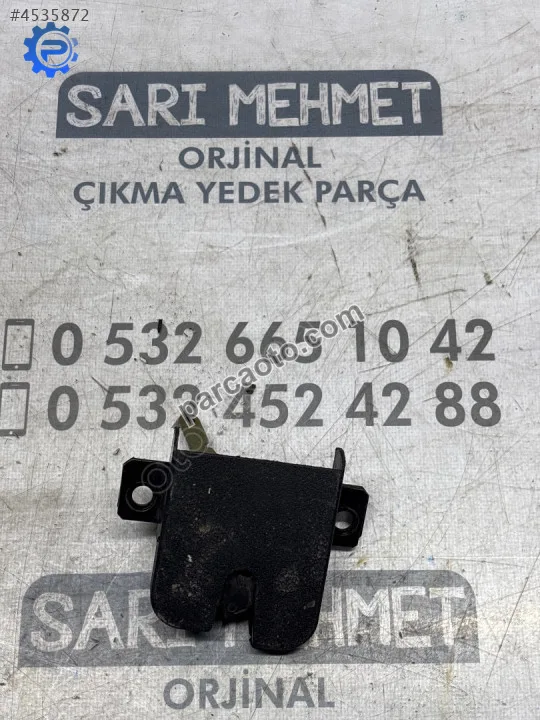 #4535872
SARI MEHMET
ORJİNAL
ÇIKMA YEDEK PARÇA
0 532 665 10 42
parcaoto.com
0 533 452 42 88
SARI MEHMET
ORJİNAL